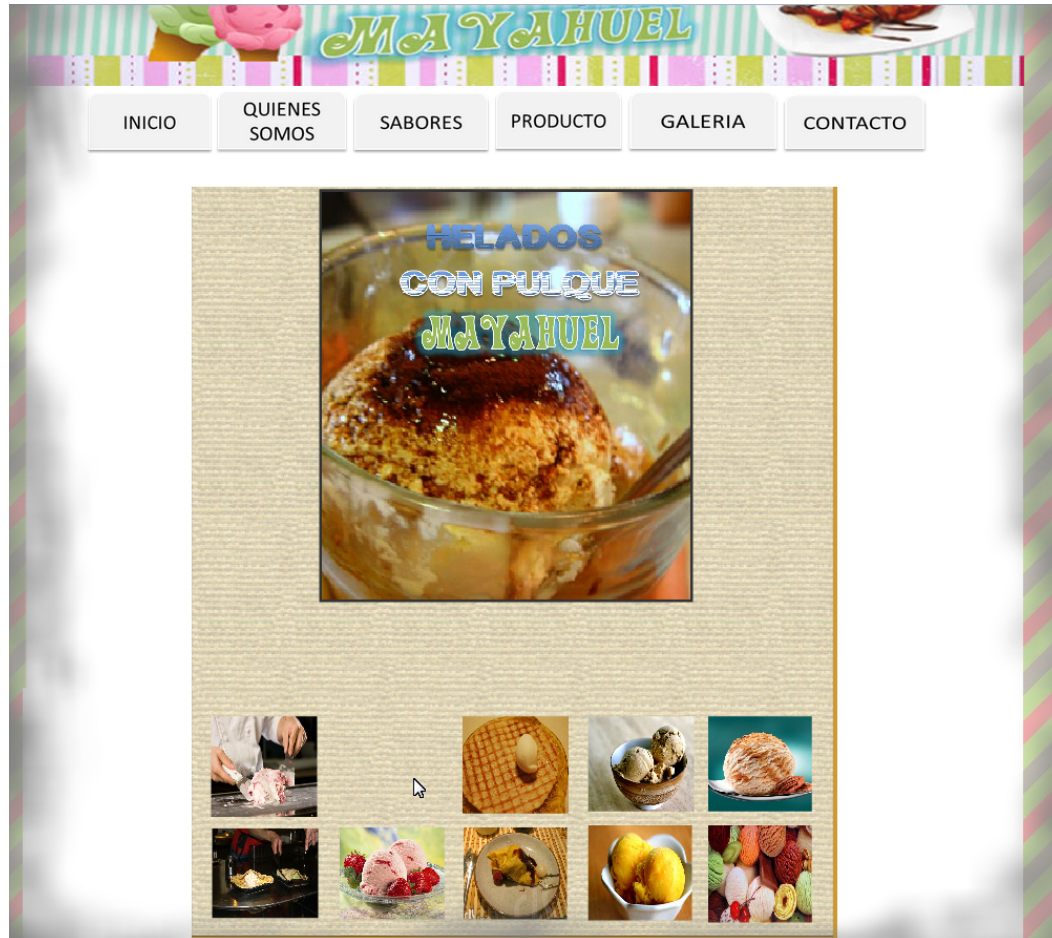 MAYAHUEL
INICIO
QUIENES
SOMOS
SABORES
PRODUCTO
GALERIA
CONTACTO
HELADOS
CON PULQUE
MAYAHUEL